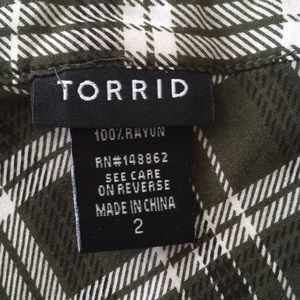 TORRID
100% RAYON
RN#148862
SEE CARE
ON REVERSE
MADE IN CHINA
2